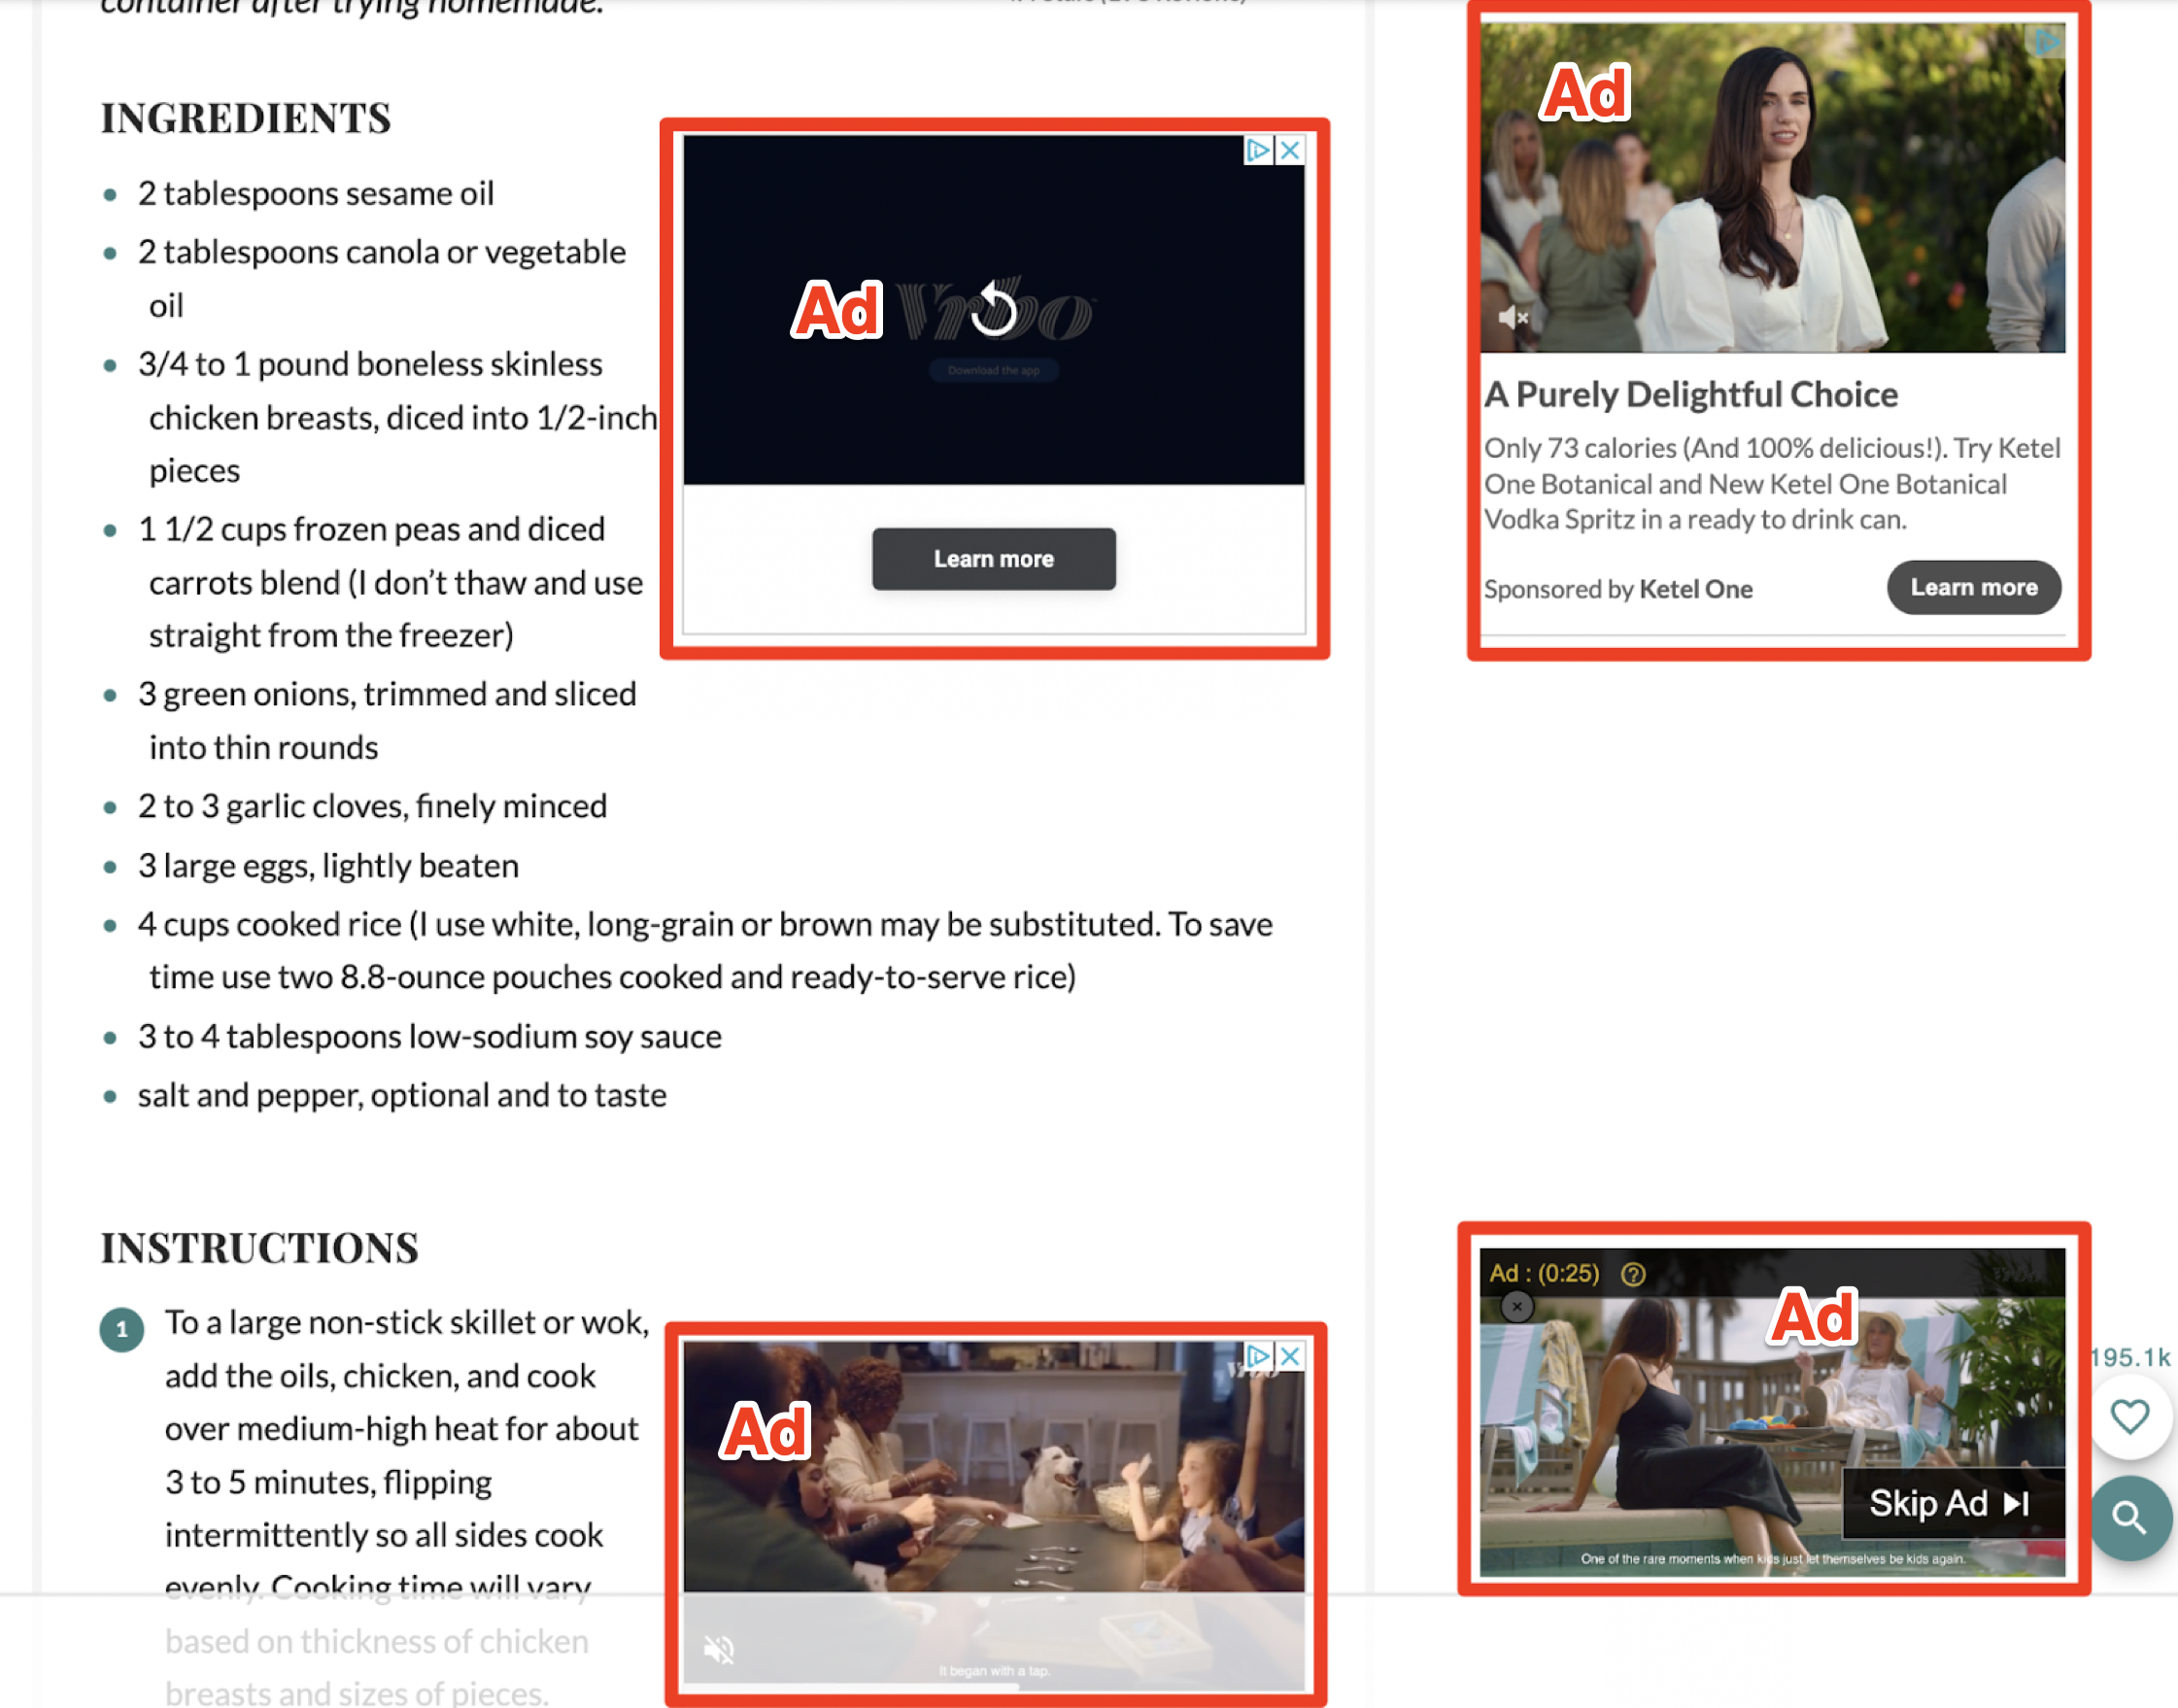 container after trying homemade.
INGREDIENTS
2 tablespoons sesame oil
2 tablespoons canola or vegetable
oil
3/4 to 1 pound boneless skinless
chicken breasts, diced into 1/2-inch
pieces
1 1/2 cups frozen peas and diced
carrots blend (I don’t thaw and use
straight from the freezer)
3 green onions, trimmed and sliced
into thin rounds
2 to 3 garlic cloves, finely minced
3 large eggs, lightly beaten
4 cups cooked rice (I use white, long-grain or brown may be substituted. To save
time use two 8.8-ounce pouches cooked and ready-to-serve rice)
3 to 4 tablespoons low-sodium soy sauce
salt and pepper, optional and to taste
Ad
Vrbo
Download the app
Learn more
Ad
A Purely Delightful Choice
Only 73 calories (And 100% delicious!). Try Ketel
One Botanical and New Ketel One Botanical
Vodka Spritz in a ready to drink can.
Sponsored by Ketel One
Learn more
INSTRUCTIONS
1
To a large non-stick skillet or wok,
add the oils, chicken, and cook
over medium-high heat for about
3 to 5 minutes, flipping
intermittently so all sides cook
evenly. Cooking time will vary
based on thickness of chicken
breasts and sizes of pieces.
Ad
Vrbo
It began with a tap.
Ad : (0:25)
Ad
Skip Ad
One of the rare moments when kids just let themselves be kids again.
195.1k